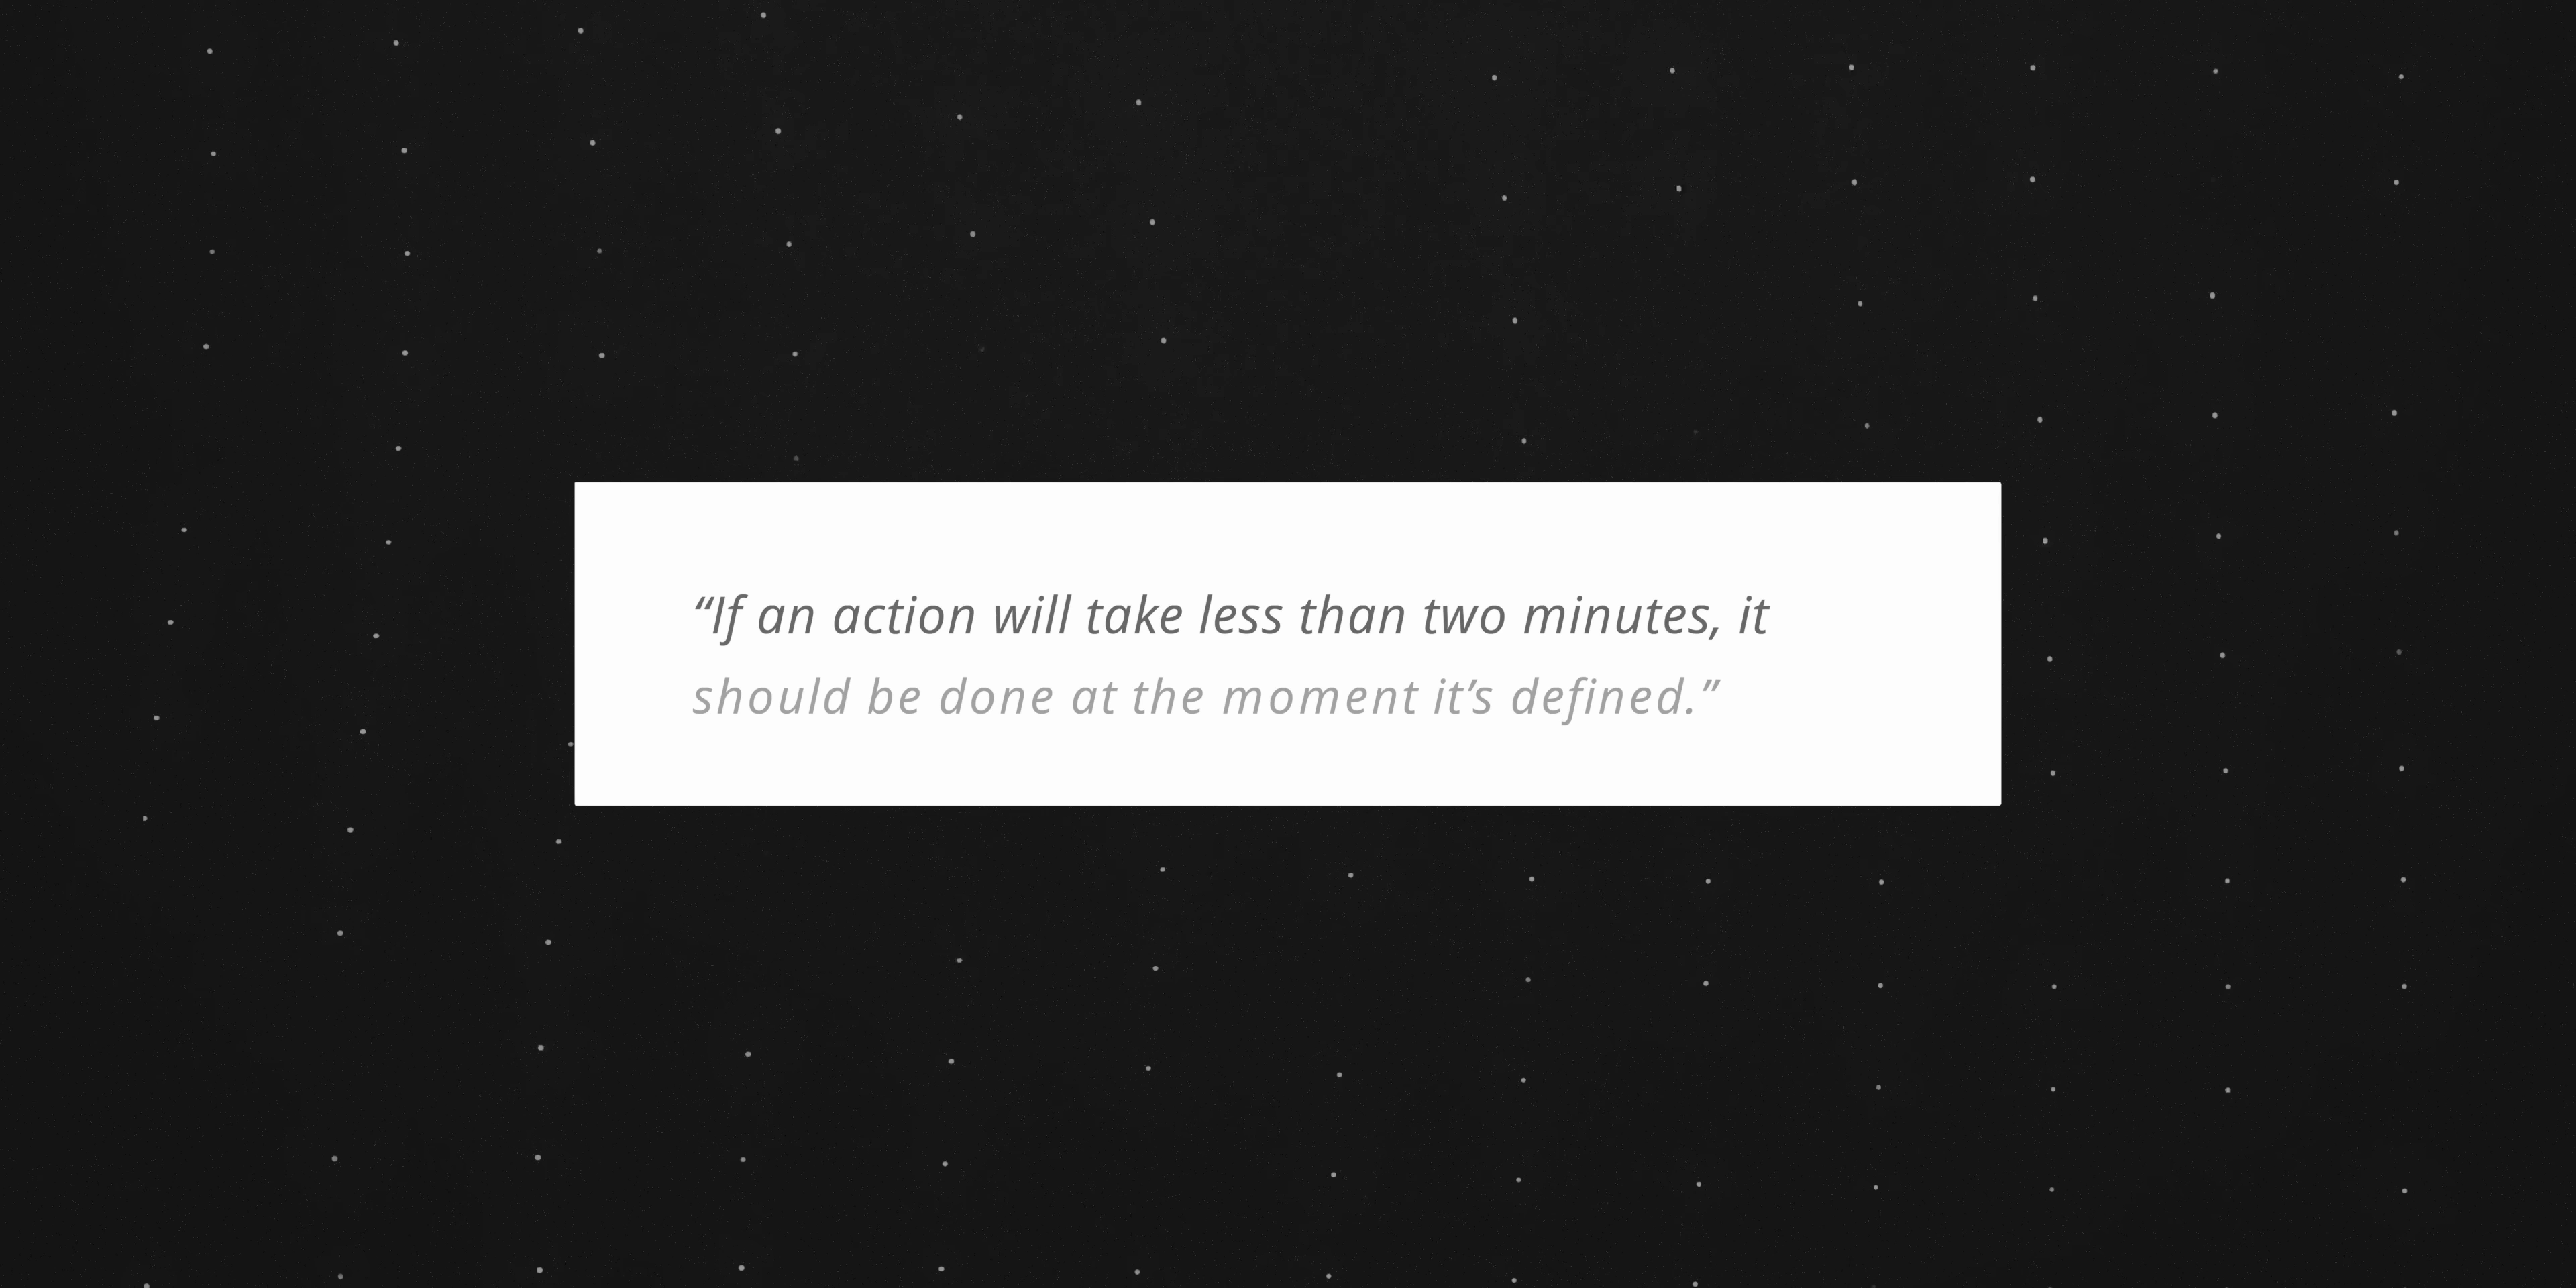 “If an action will take less than two minutes, it
should be done at the moment it’s defined.”